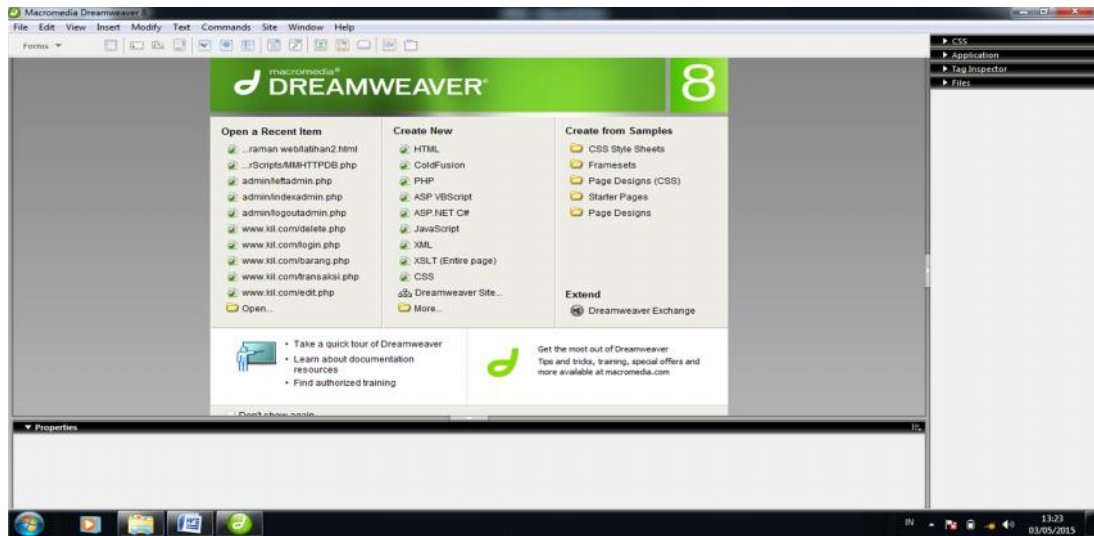 Macromedia Dreamweaver 8
File Edit View Insert Modify Text Commands Site Window Help
Forms
macromedia®
DREAMWEAVER®
8
Open a Recent Item
...raman web/latihan2.html
...rScripts/MMHTTPDB.php
admin/leftadmin.php
admin/indexadmin.php
admin/logoutadmin.php
www.kil.com/delete.php
www.kil.com/login.php
www.kil.com/barang.php
www.kil.com/transaksi.php
www.kil.com/edit.php
Open...
Create New
HTML
ColdFusion
PHP
ASP VBScript
ASP.NET C#
JavaScript
XML
XSLT (Entire page)
CSS
Dreamweaver Site...
More...
Create from Samples
CSS Style Sheets
Framesets
Page Designs (CSS)
Starter Pages
Page Designs
Extend
Dreamweaver Exchange
• Take a quick tour of Dreamweaver
• Learn about documentation
resources
• Find authorized training
Get the most out of Dreamweaver
Tips and tricks, training, special offers and
more available at macromedia.com
Don't show again
CSS
Application
Tag Inspector
Files
Properties
IN
13:23
03/05/2015